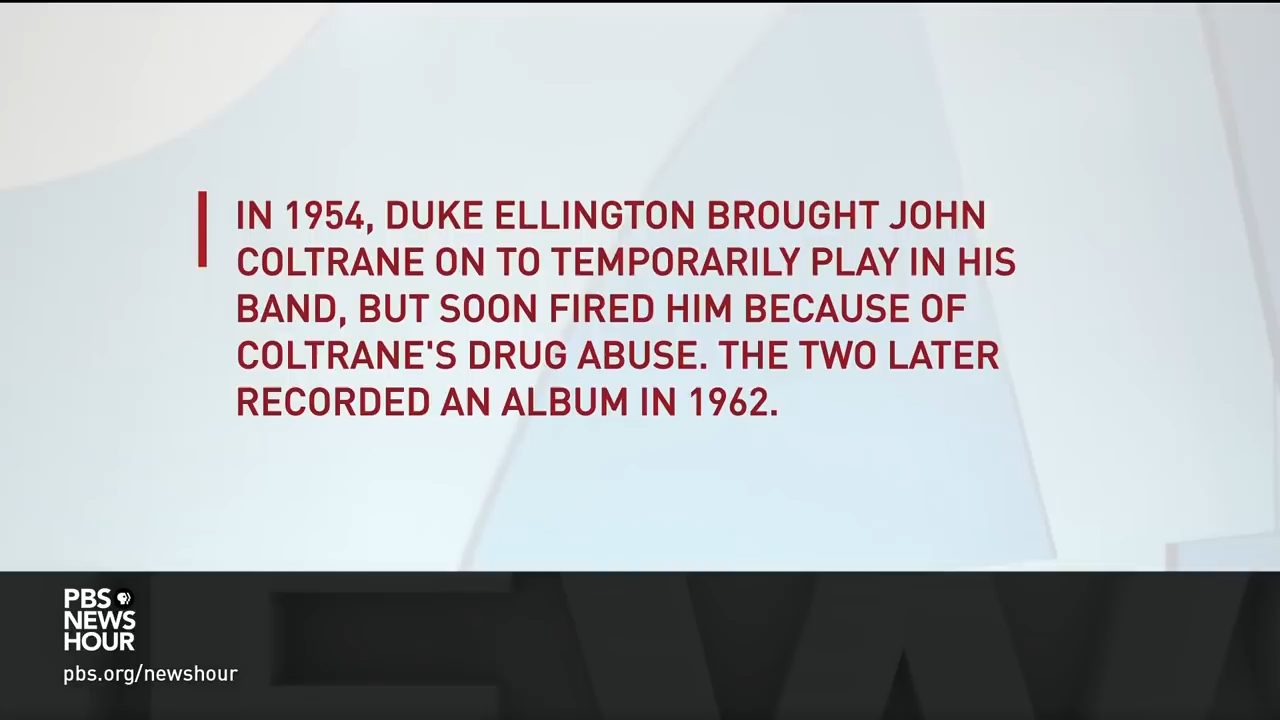 IN 1954, DUKE ELLINGTON BROUGHT JOHN
COLTRANE ON TO TEMPORARILY PLAY IN HIS
BAND, BUT SOON FIRED HIM BECAUSE OF
COLTRANE'S DRUG ABUSE. THE TWO LATER
RECORDED AN ALBUM IN 1962.
PBS
NEWS
HOUR
pbs.org/newshour